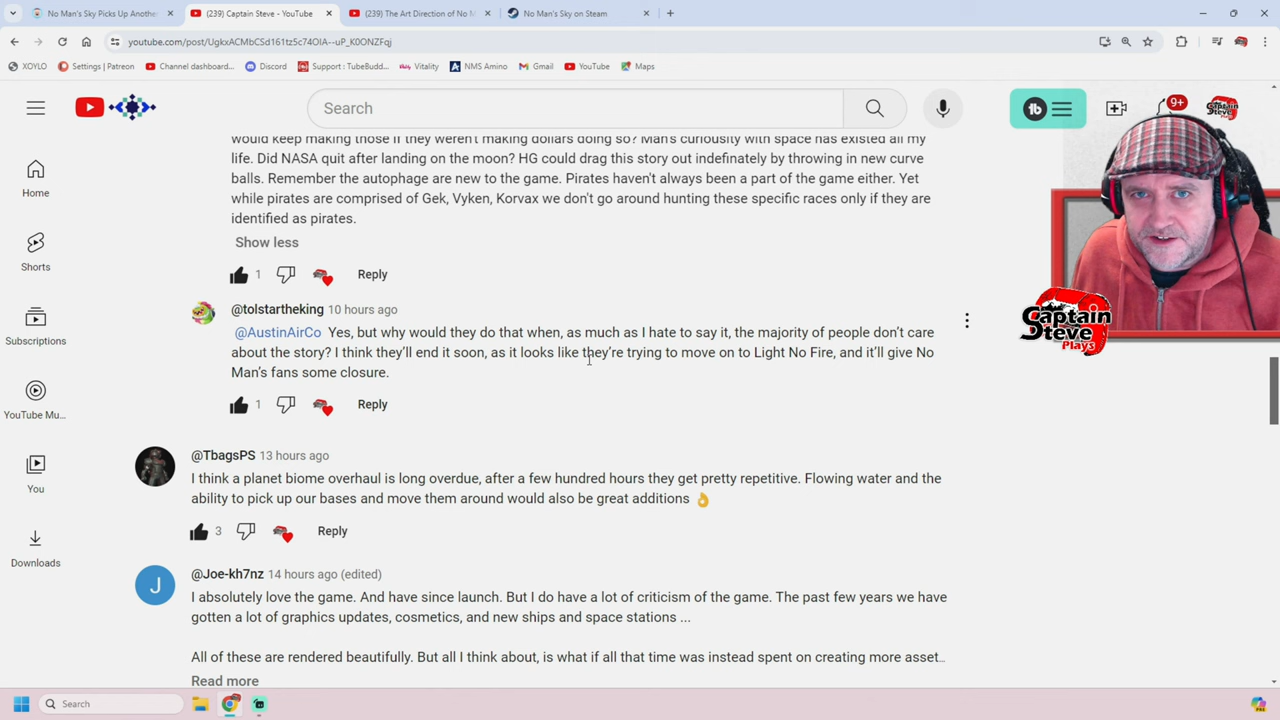 No Man's Sky Picks Up Anothe
(239) Captain Steve - YouTube
(239) The Art Direction of No M
No Man's Sky on Steam
youtube.com/post/UgkxACMbCSd161tz5c74OIA--uP_K0ONZFqj
XOYLO
Settings | Patreon
Channel dashboard...
Discord
Support : TubeBudd...
Vitality
NMS Amino
Gmail
YouTube
Maps
Search
tb
9+
would keep making those if they weren't making dollars doing so? Man's curiosity with space has existed all my
life. Did NASA quit after landing on the moon? HG could drag this story out indefinately by throwing in new curve
balls. Remember the autophage are new to the game. Pirates haven't always been a part of the game either. Yet
while pirates are comprised of Gek, Vyken, Korvax we don't go around hunting these specific races only if they are
identified as pirates.
Show less
1
Reply
@tolstartheking 10 hours ago
@AustinAirCo Yes, but why would they do that when, as much as I hate to say it, the majority of people don't care
about the story? I think they'll end it soon, as it looks like they're trying to move on to Light No Fire, and it'll give No
Man's fans some closure.
1
Reply
@TbagsPS 13 hours ago
I think a planet biome overhaul is long overdue, after a few hundred hours they get pretty repetitive. Flowing water and the
ability to pick up our bases and move them around would also be great additions 👌
3
Reply
J
@Joe-kh7nz 14 hours ago (edited)
I absolutely love the game. And have since launch. But I do have a lot of criticism of the game. The past few years we have
gotten a lot of graphics updates, cosmetics, and new ships and space stations ...
All of these are rendered beautifully. But all I think about, is what if all that time was instead spent on creating more asset...
Read more
Home
Shorts
Subscriptions
YouTube Mu...
You
Downloads
Captain
Steve
Plays
Search